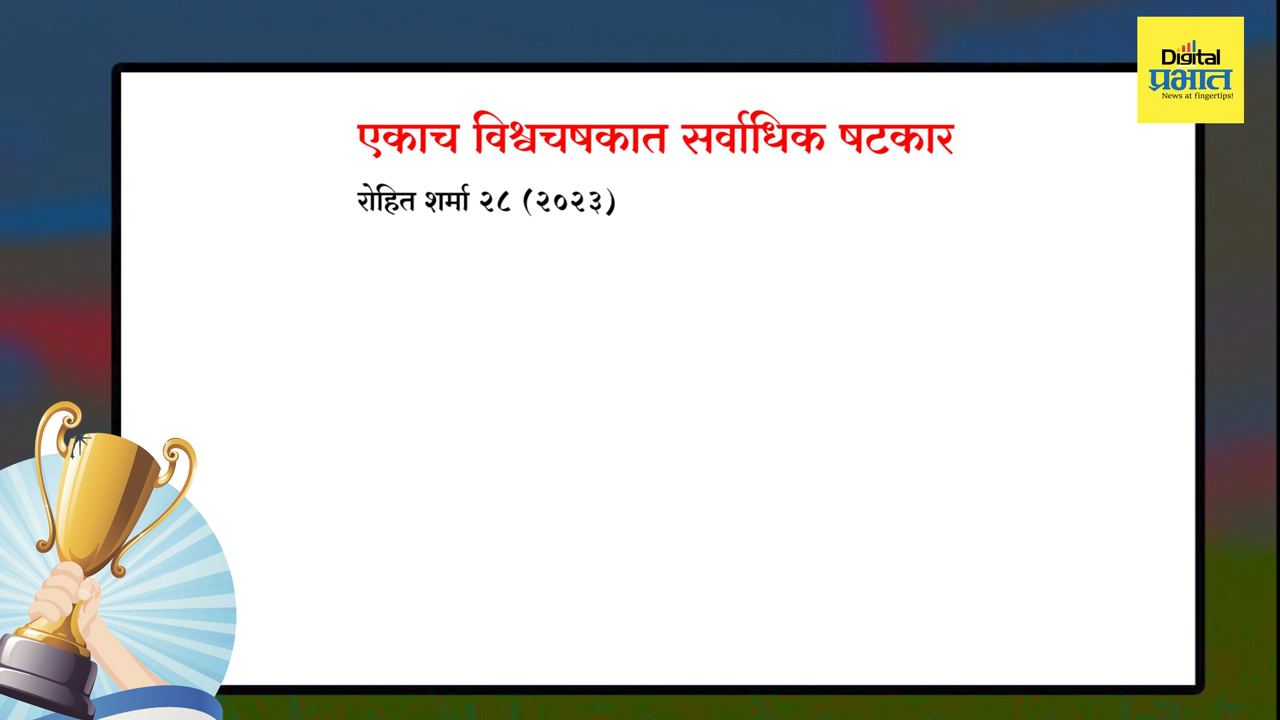 Digital
प्रभात
News at fingertips!
एकाच विश्वचषकात सर्वाधिक षटकार
रोहित शर्मा २८ (२०२३)